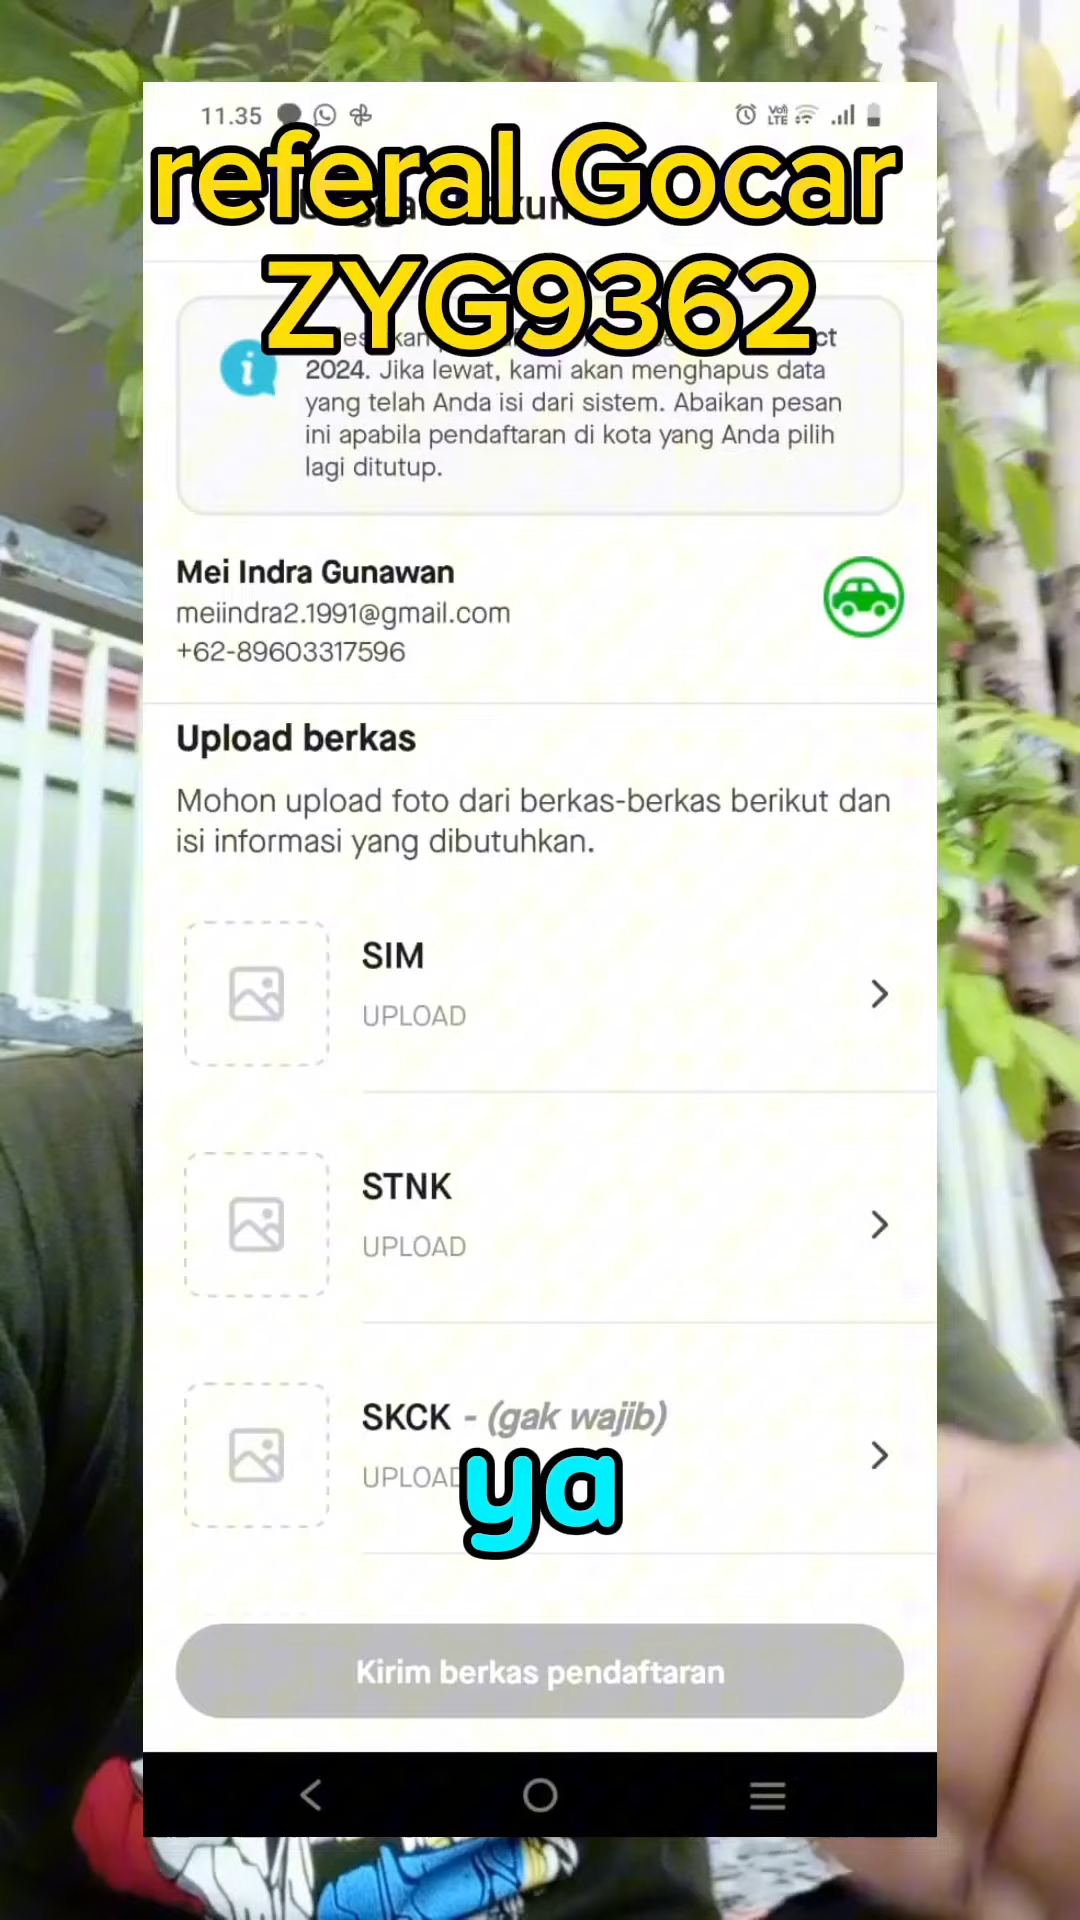 11.35
VoLTE
referal Gocar
ZYG9362
ct
2024. Jika lewat, kami akan menghapus data
yang telah Anda isi dari sistem. Abaikan pesan
ini apabila pendaftaran di kota yang Anda pilih
lagi ditutup.
Mei Indra Gunawan
meiindra2.1991@gmail.com
+62-89603317596
Upload berkas
Mohon upload foto dari berkas-berkas berikut dan
isi informasi yang dibutuhkan.
SIM
UPLOAD
STNK
UPLOAD
SKCK - (gak wajib)
UPLOAD
ya
Kirim berkas pendaftaran